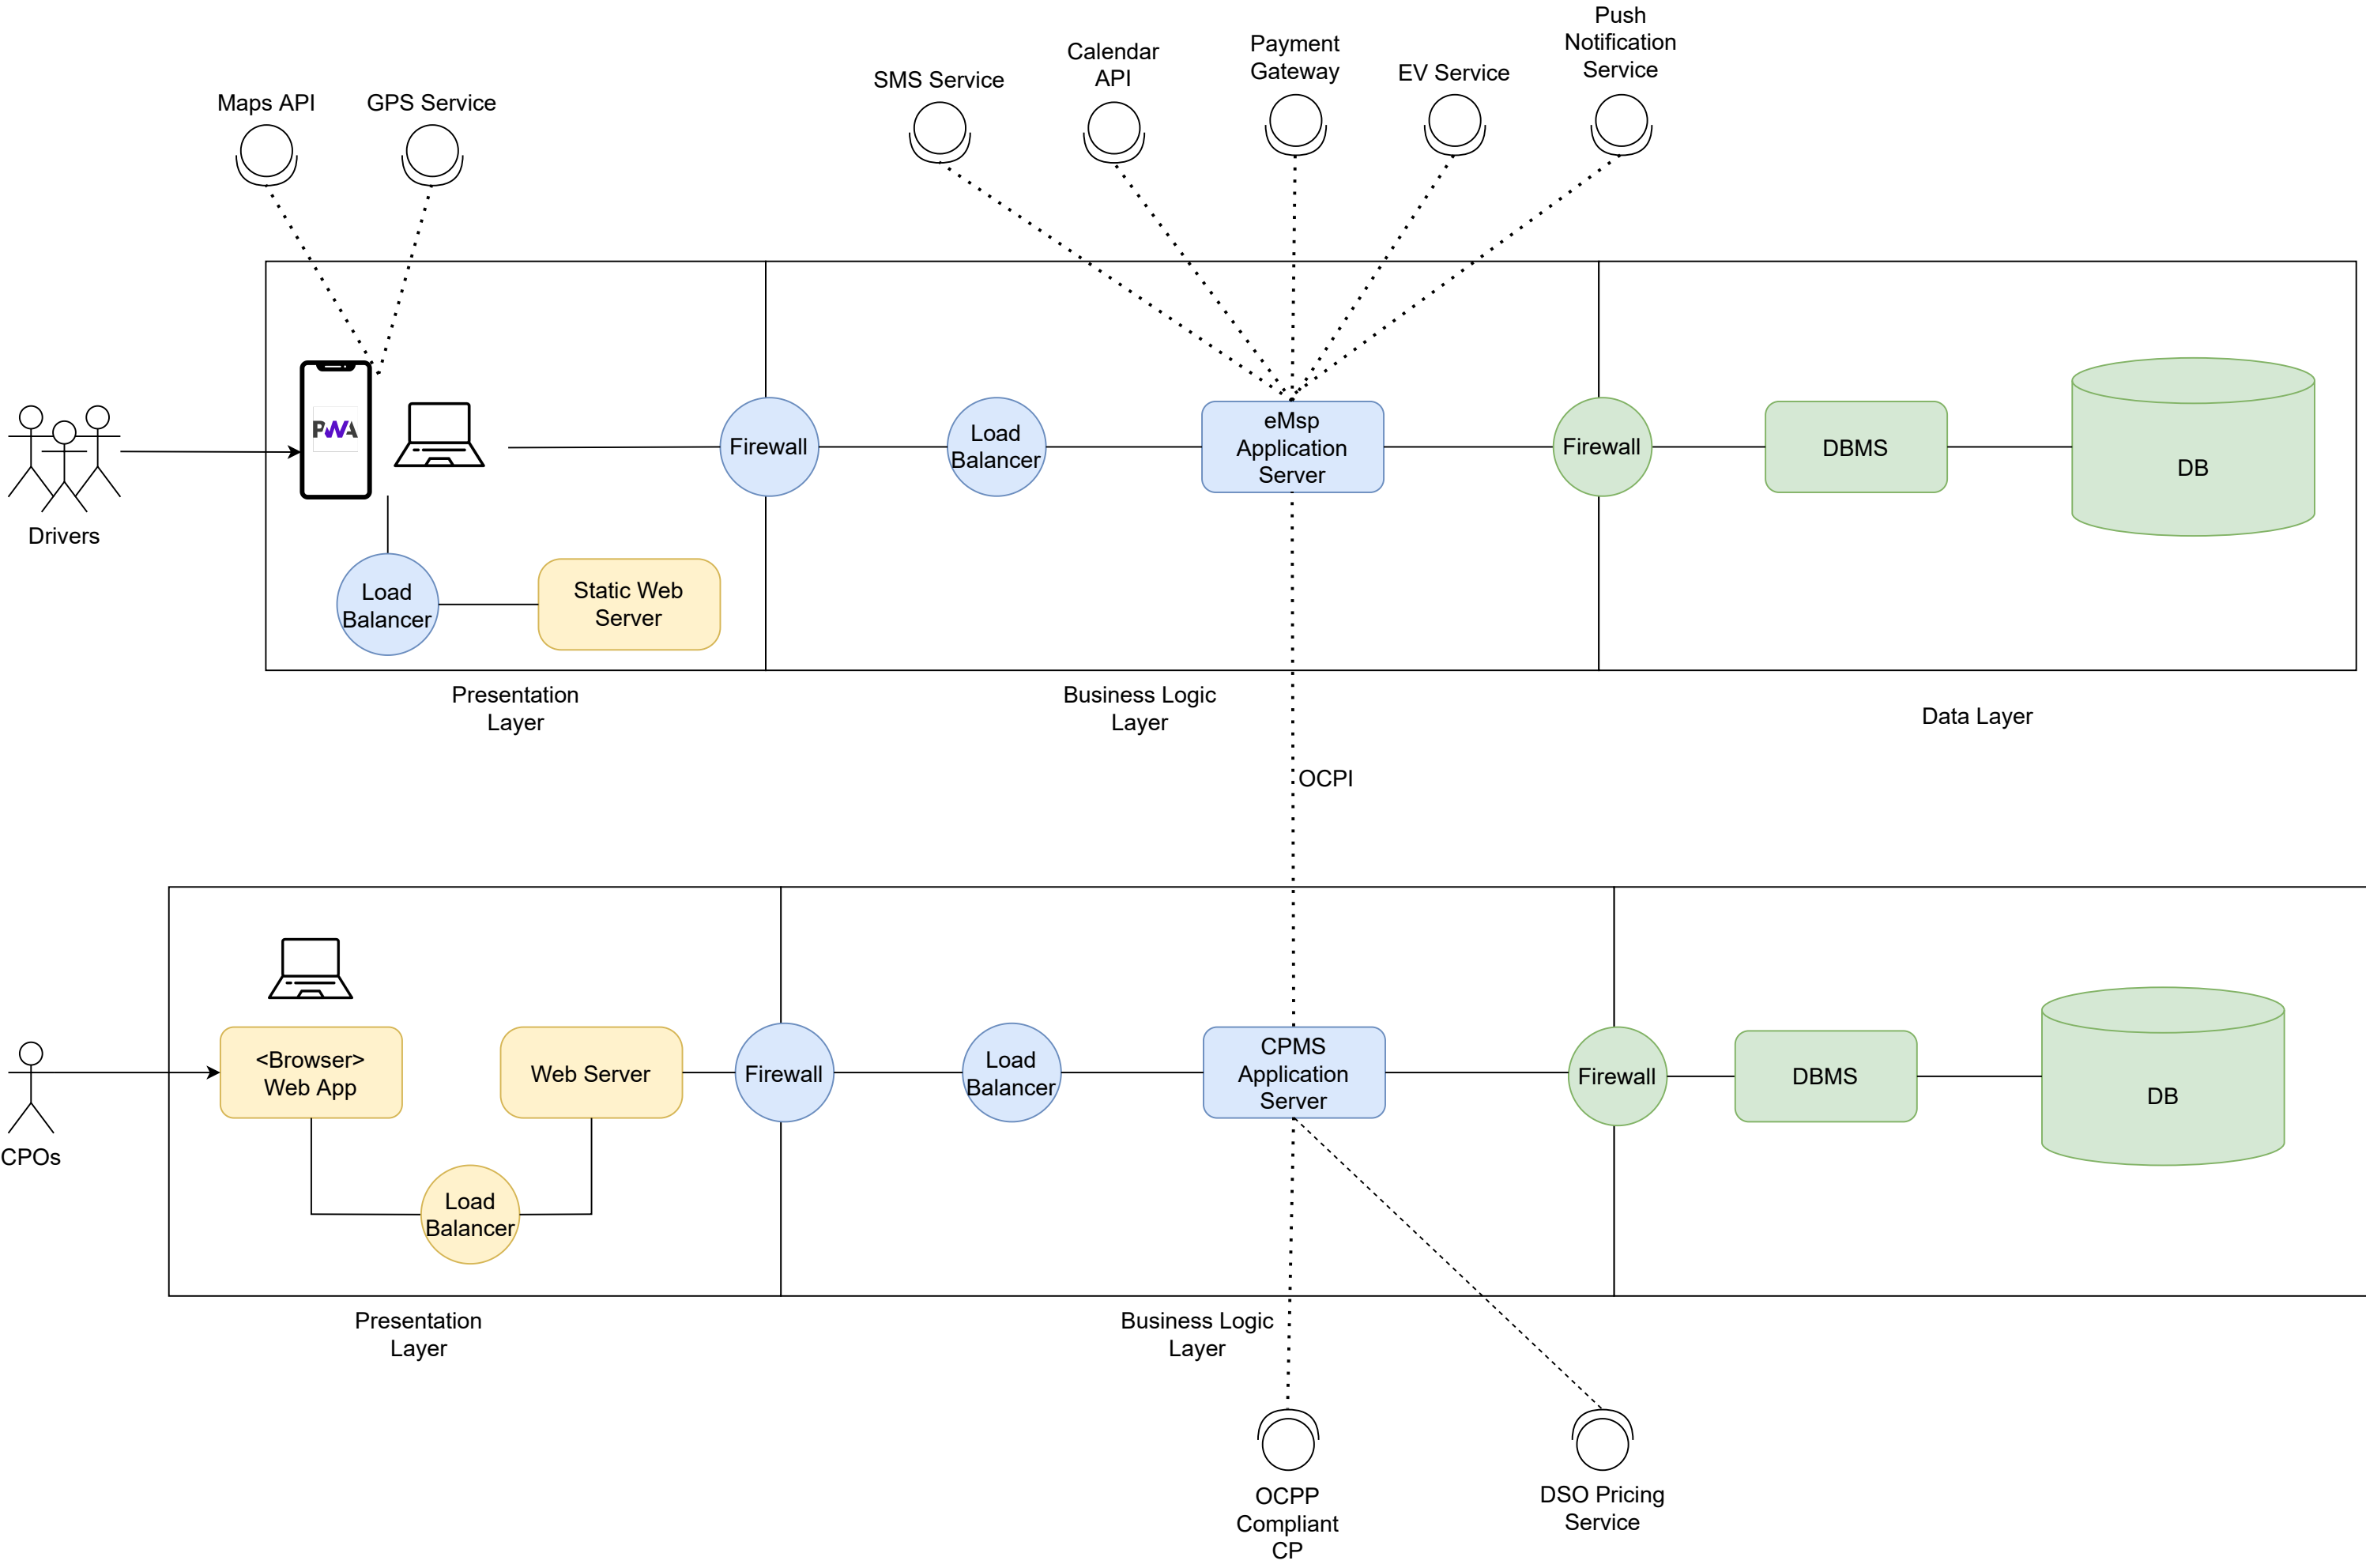 Push
Notification
Service
Calendar
API
Payment
Gateway
SMS Service
EV Service
Maps API
GPS Service
PWA
Drivers
Firewall
Load
Balancer
eMsp
Application
Server
Firewall
DBMS
DB
Load
Balancer
Static Web
Server
Presentation
Layer
Business Logic
Layer
Data Layer
OCPI
CPOs
<Browser>
Web App
Web Server
Load
Balancer
Firewall
Load
Balancer
CPMS
Application
Server
Firewall
DBMS
DB
Presentation
Layer
Business Logic
Layer
OCPP
Compliant
CP
DSO Pricing
Service